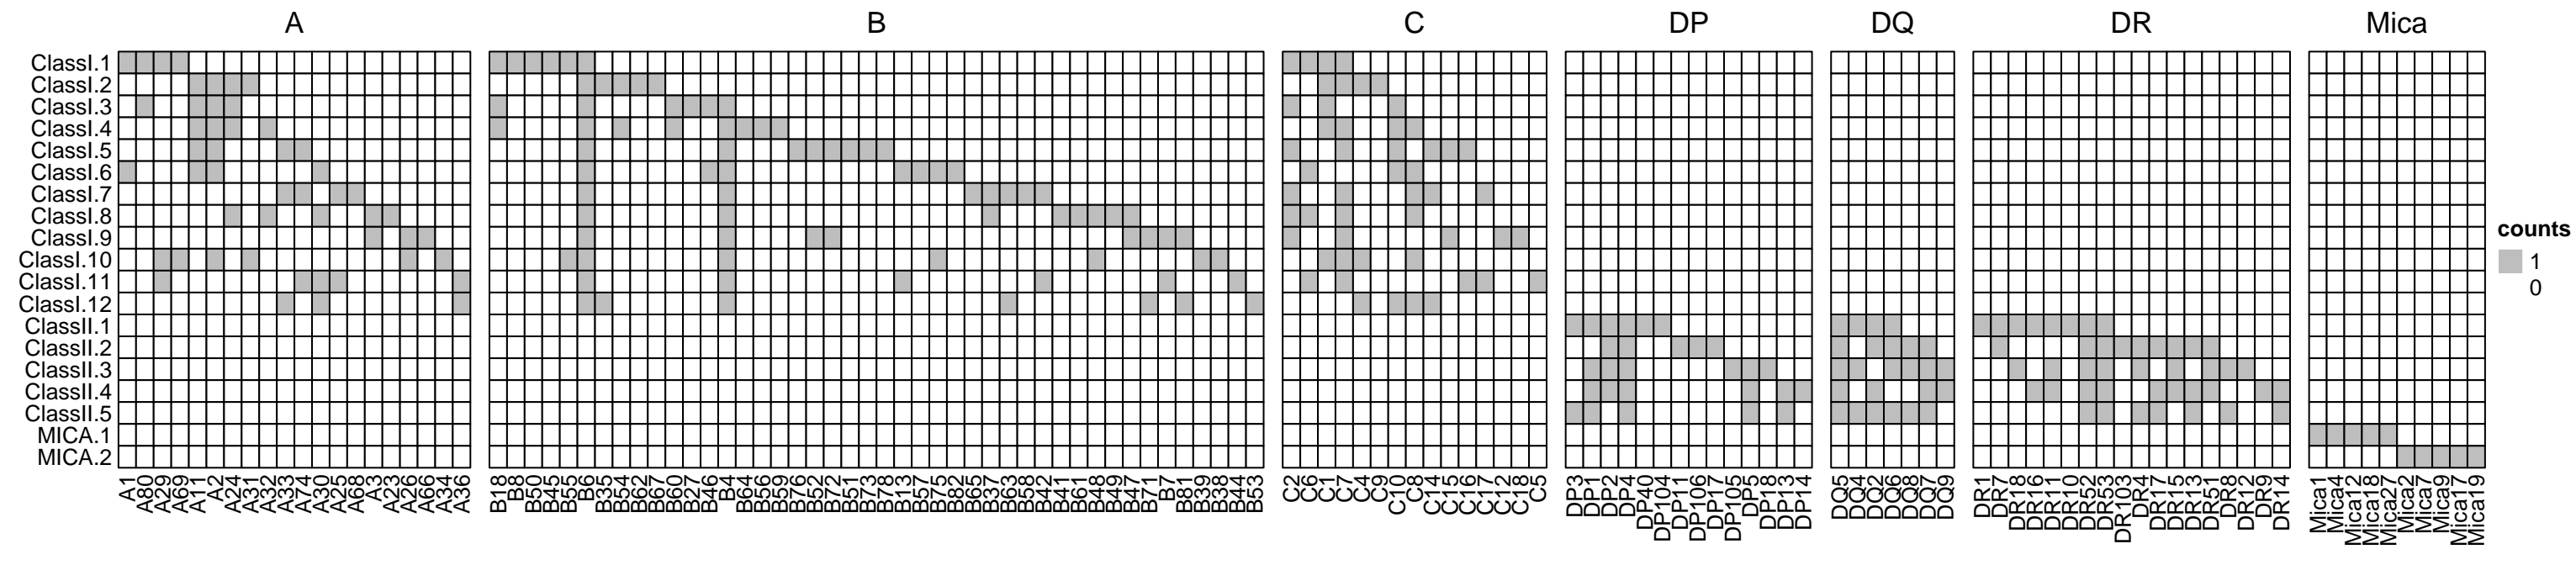 A B C DP DQ DR Mica
ClassI.1
ClassI.2
ClassI.3
ClassI.4
ClassI.5
ClassI.6
ClassI.7
ClassI.8
ClassI.9
ClassI.10
ClassI.11
ClassI.12
ClassII.1
ClassII.2
ClassII.3
ClassII.4
ClassII.5
MICA.1
MICA.2
counts
1
0
A1 A80 A29 A69 A11 A2 A24 A31 A32 A33 A74 A30 A25 A68 A3 A23 A26 A66 A34 A36
B18 B8 B50 B45 B55 B6 B35 B54 B62 B67 B60 B27 B46 B4 B64 B56 B59 B76 B52 B72 B51 B73 B78 B13 B57 B75 B82 B65 B37 B63 B58 B42 B41 B61 B48 B49 B47 B71 B7 B81 B39 B38 B44 B53
C2 C6 C1 C7 C4 C9 C10 C8 C14 C15 C16 C17 C12 C18 C5
DP3 DP1 DP2 DP4 DP40 DP104 DP11 DP106 DP17 DP105 DP5 DP18 DP13 DP14
DQ5 DQ4 DQ2 DQ6 DQ8 DQ7 DQ9
DR1 DR7 DR18 DR16 DR11 DR10 DR52 DR53 DR103 DR4 DR17 DR15 DR13 DR51 DR8 DR12 DR9 DR14
Mica1 Mica4 Mica12 Mica18 Mica27 Mica2 Mica7 Mica9 Mica17 Mica19